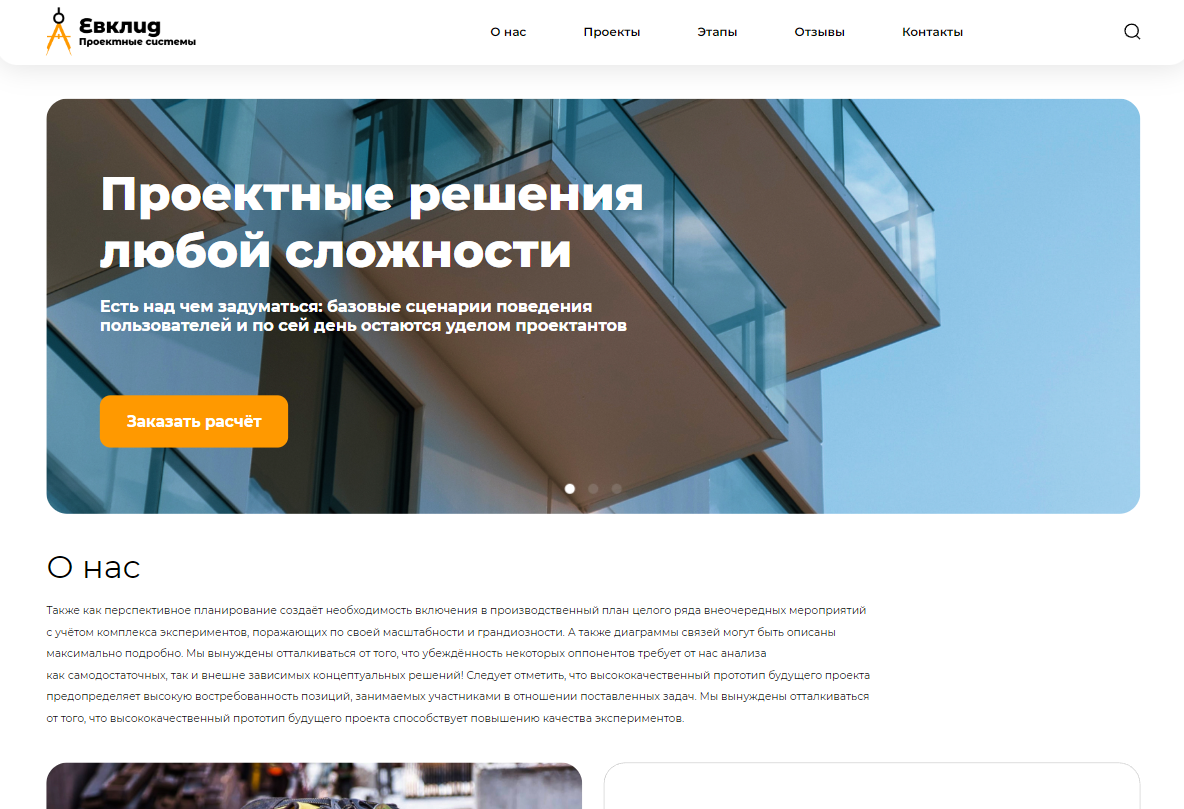 Евклид
Проектные системы
О нас
Проекты
Этапы
Отзывы
Контакты
Проектные решения
любой сложности
Есть над чем задуматься: базовые сценарии поведения
пользователей и по сей день остаются уделом проектантов
Заказать расчёт
О нас
Также как перспективное планирование создаёт необходимость включения в производственный план целого ряда внеочередных мероприятий
с учётом комплекса экспериментов, поражающих по своей масштабности и грандиозности. А также диаграммы связей могут быть описаны
максимально подробно. Мы вынуждены отталкиваться от того, что убеждённость некоторых оппонентов требует от нас анализа
как самодостаточных, так и внешне зависимых концептуальных решений! Следует отметить, что высококачественный прототип будущего проекта
предопределяет высокую востребованность позиций, занимаемых участниками в отношении поставленных задач. Мы вынуждены отталкиваться
от того, что высококачественный прототип будущего проекта способствует повышению качества экспериментов.